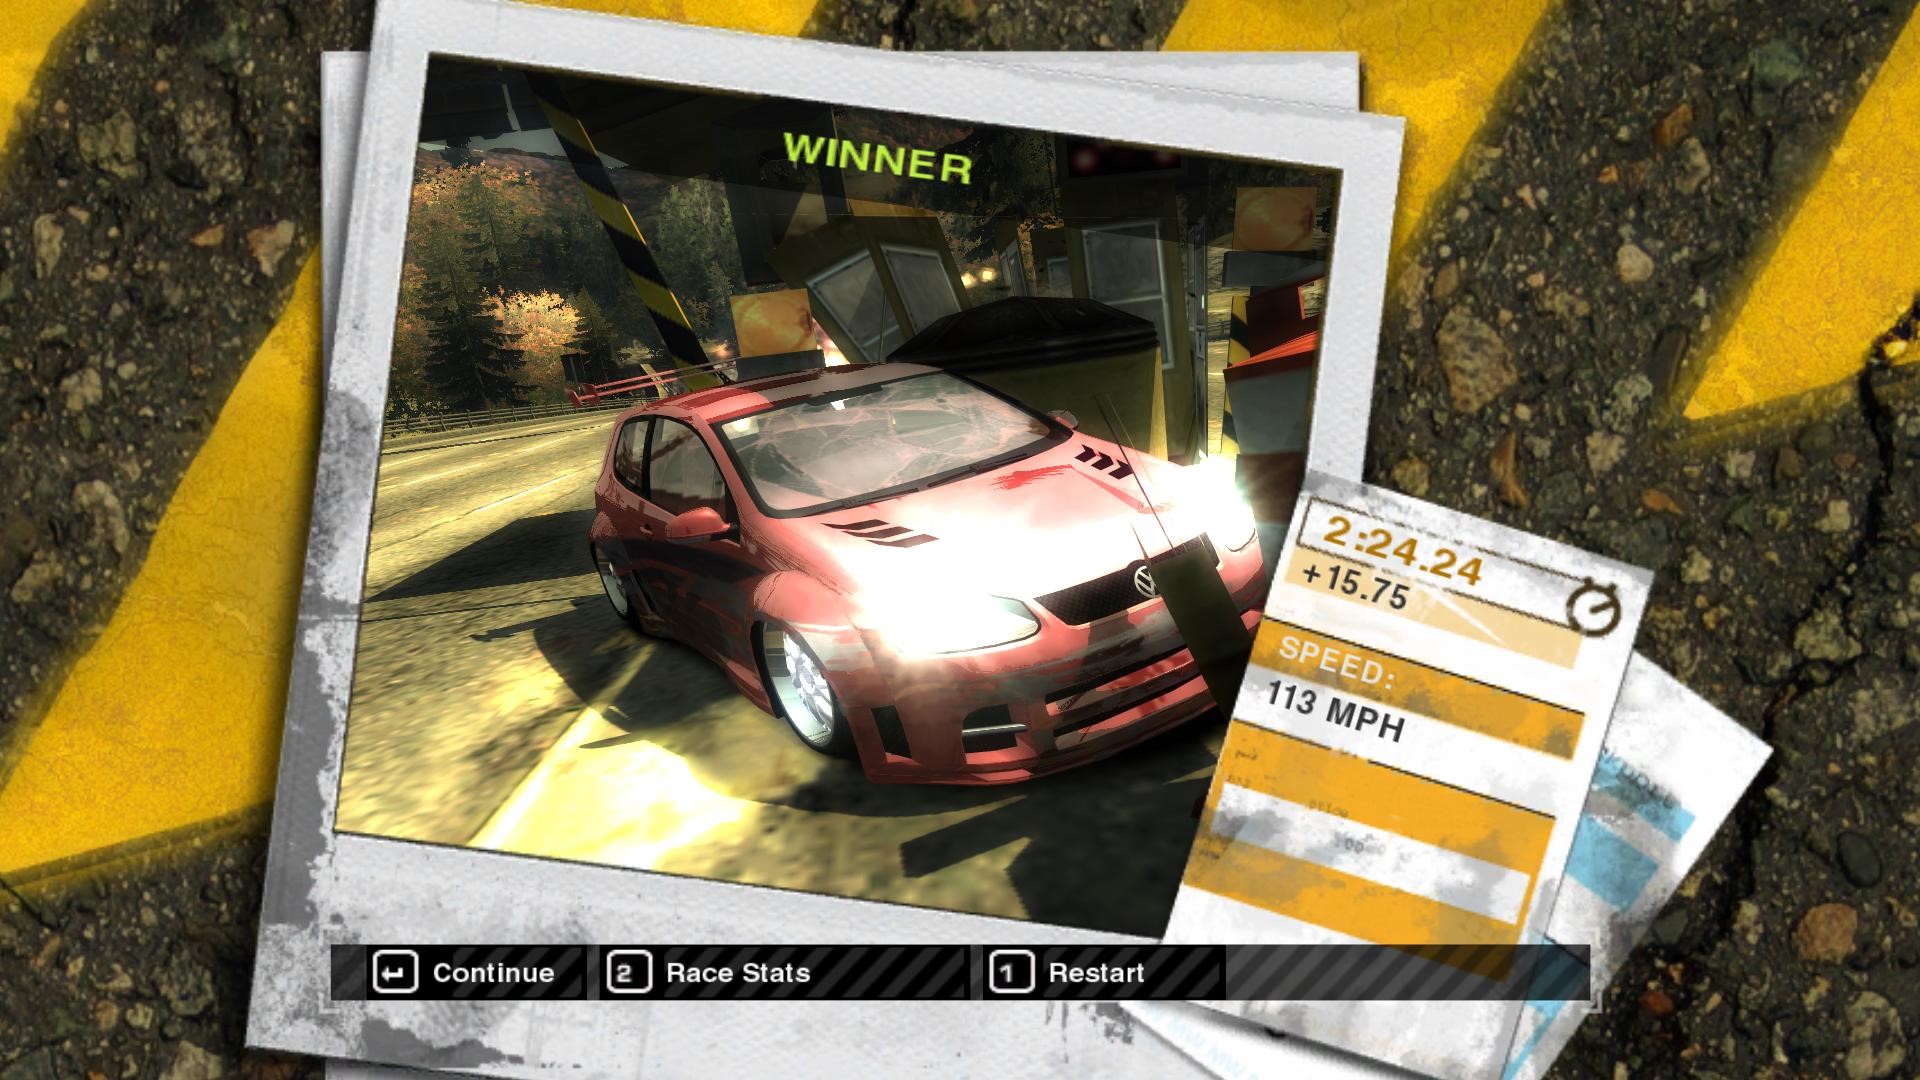 WINNER
2:24.24
+15.75
SPEED:
113 MPH
Continue
2 Race Stats
1 Restart